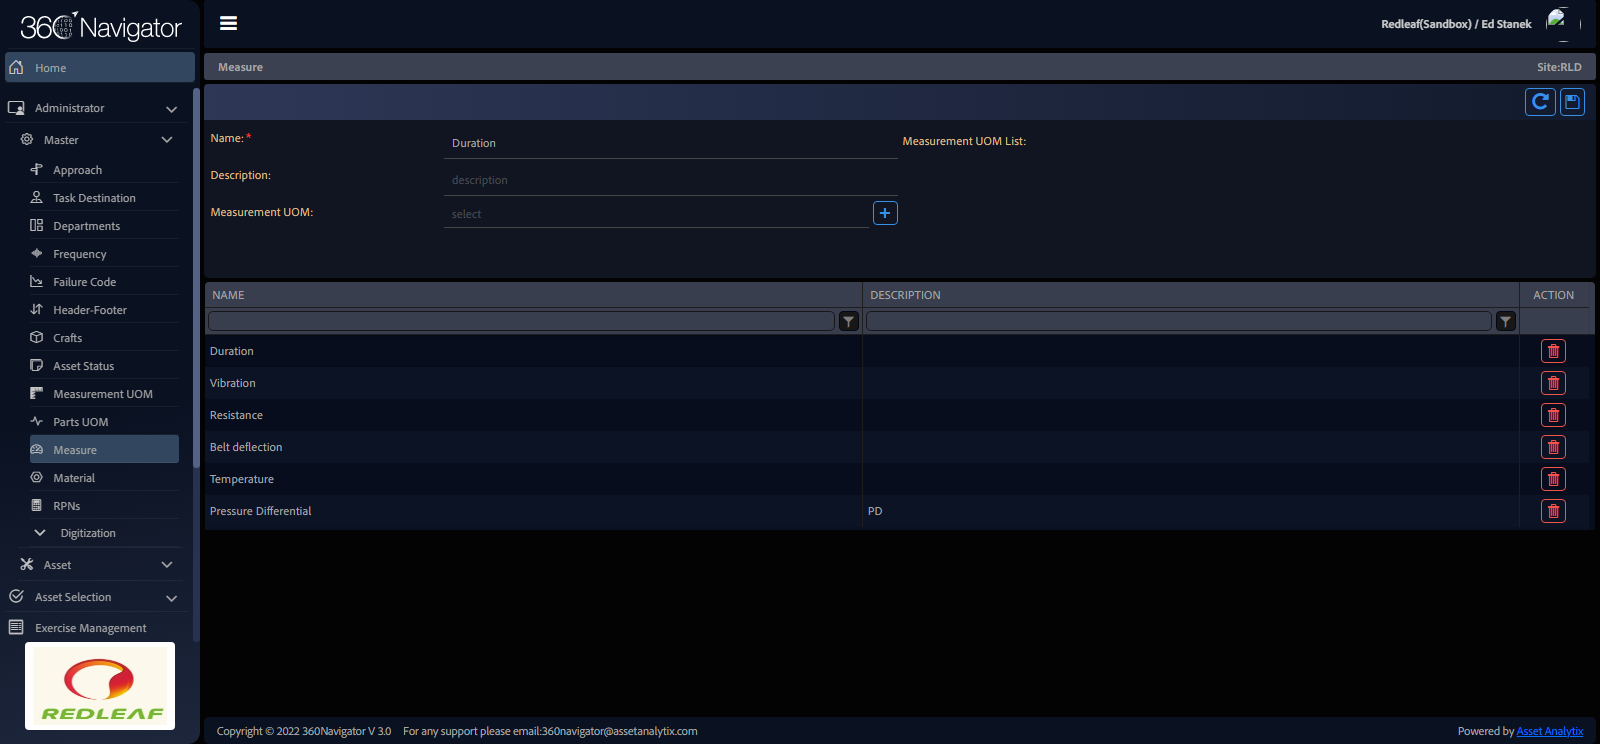 360 Navigator
Redleaf(Sandbox) / Ed Stanek
Home
Administrator
Master
Approach
Task Destination
Departments
Frequency
Failure Code
Header-Footer
Crafts
Asset Status
Measurement UOM
Parts UOM
Measure
Material
RPNs
Digitization
Asset
Asset Selection
Exercise Management
REDLEAF
Measure
Site:RLD
Name: *
Duration
Measurement UOM List:
Description:
description
Measurement UOM:
select
NAME DESCRIPTION ACTION
Duration
Vibration
Resistance
Belt deflection
Temperature
Pressure Differential PD
Copyright © 2022 360Navigator V 3.0 For any support please email:360navigator@assetanalytix.com
Powered by Asset Analytix